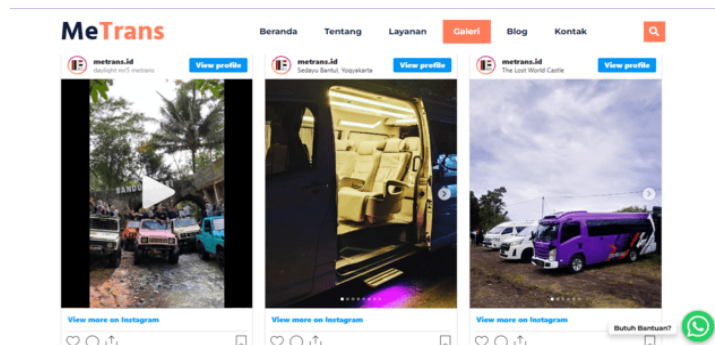 MeTrans
Beranda Tentang Layanan Galeri Blog Kontak
metrans.id
daylight mr5 metrans
View profile
metrans.id
Sedayu Bantul, Yogyakarta
View profile
metrans.id
The Lost World Castle
View profile
BANDU
View more on Instagram
View more on Instagram
View more on Instagram
Butuh Bantuan?